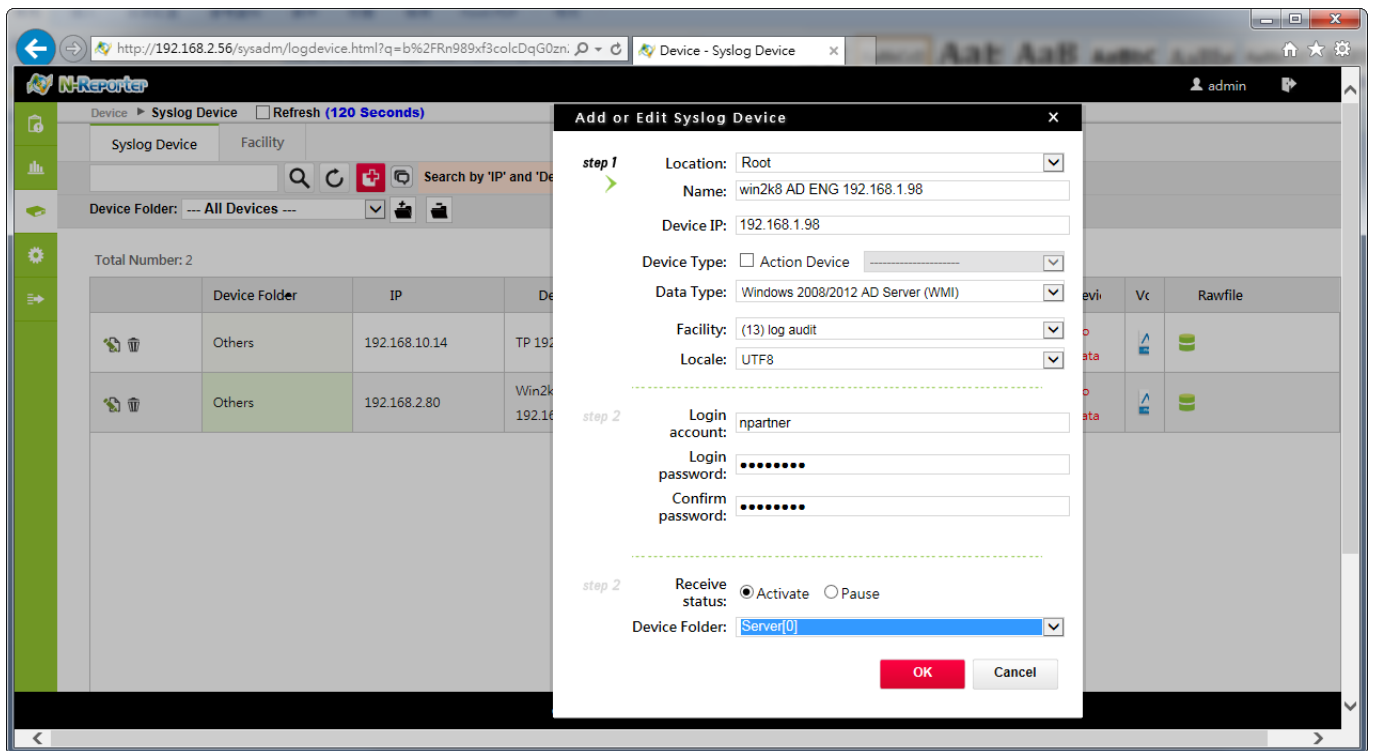 http://192.168.2.56/sysadm/logdevice.html?q=b%2FRn989xf3colcDqG0zn
Device - Syslog Device
N-Reporter
admin
Device ▶ Syslog Device Refresh (120 Seconds)
Syslog Device Facility
Search by 'IP' and 'De
Device Folder: --- All Devices ---
Total Number: 2
Device Folder IP De evi Vc Rawfile
Others 192.168.10.14 TP 192 o
ata
Others 192.168.2.80 Win2k
192.16 o
ata
Add or Edit Syslog Device
step 1
Location: Root
Name: win2k8 AD ENG 192.168.1.98
Device IP: 192.168.1.98
Device Type: Action Device ---------------------
Data Type: Windows 2008/2012 AD Server (WMI)
Facility: (13) log audit
Locale: UTF8
step 2
Login account: npartner
Login password: ●●●●●●●●
Confirm password: ●●●●●●●●
step 2
Receive status: Activate Pause
Device Folder: Server[0]
OK Cancel